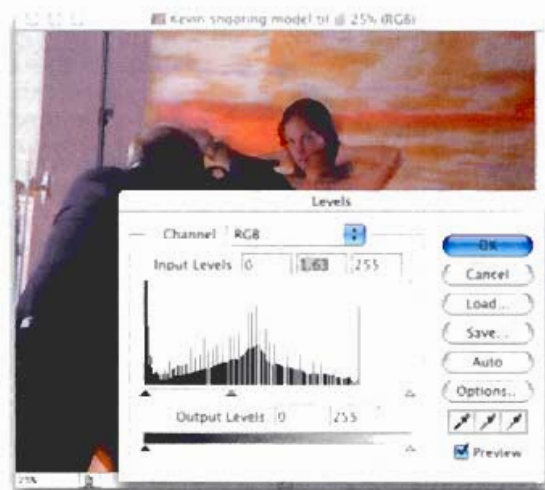 Kevin shooting model.tif @ 25% (RGB)
Levels
Channel RGB
Input Levels 0 1.63 255
OK
Cancel
Load...
Save...
Auto
Options...
Output Levels 0 255
Preview
25%